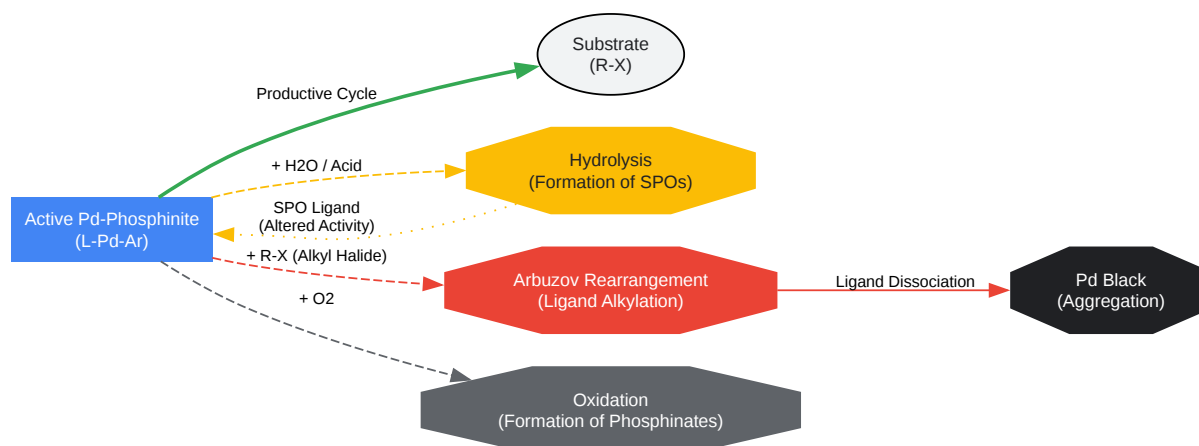 Substrate
(R-X)
Productive Cycle
+ H2O / Acid
Hydrolysis
(Formation of SPOs)
Active Pd-Phosphinite
(L-Pd-Ar)
SPO Ligand
(Altered Activity)
+ R-X (Alkyl Halide)
Arbuzov Rearrangement
(Ligand Alkylation)
Ligand Dissociation
Pd Black
(Aggregation)
+ O2
Oxidation
(Formation of Phosphinates)